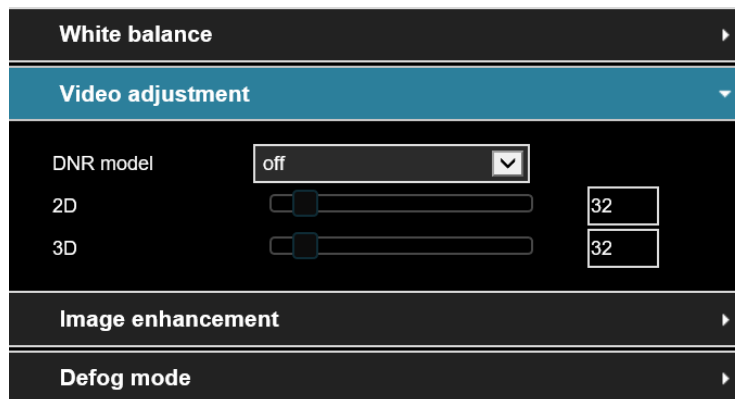 White balance
Video adjustment
DNR model off
2D 32
3D 32
Image enhancement
Defog mode